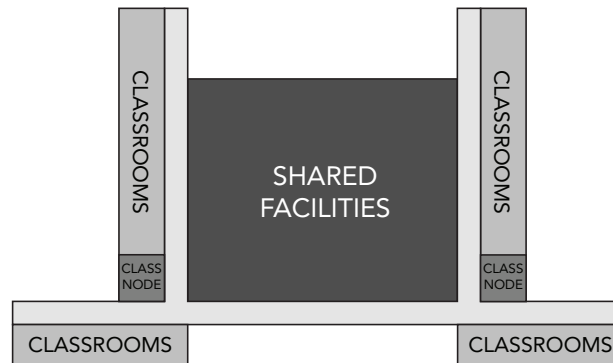 CLASSROOMS
SHARED
FACILITIES
CLASSROOMS
CLASS
NODE
CLASS
NODE
CLASSROOMS
CLASSROOMS